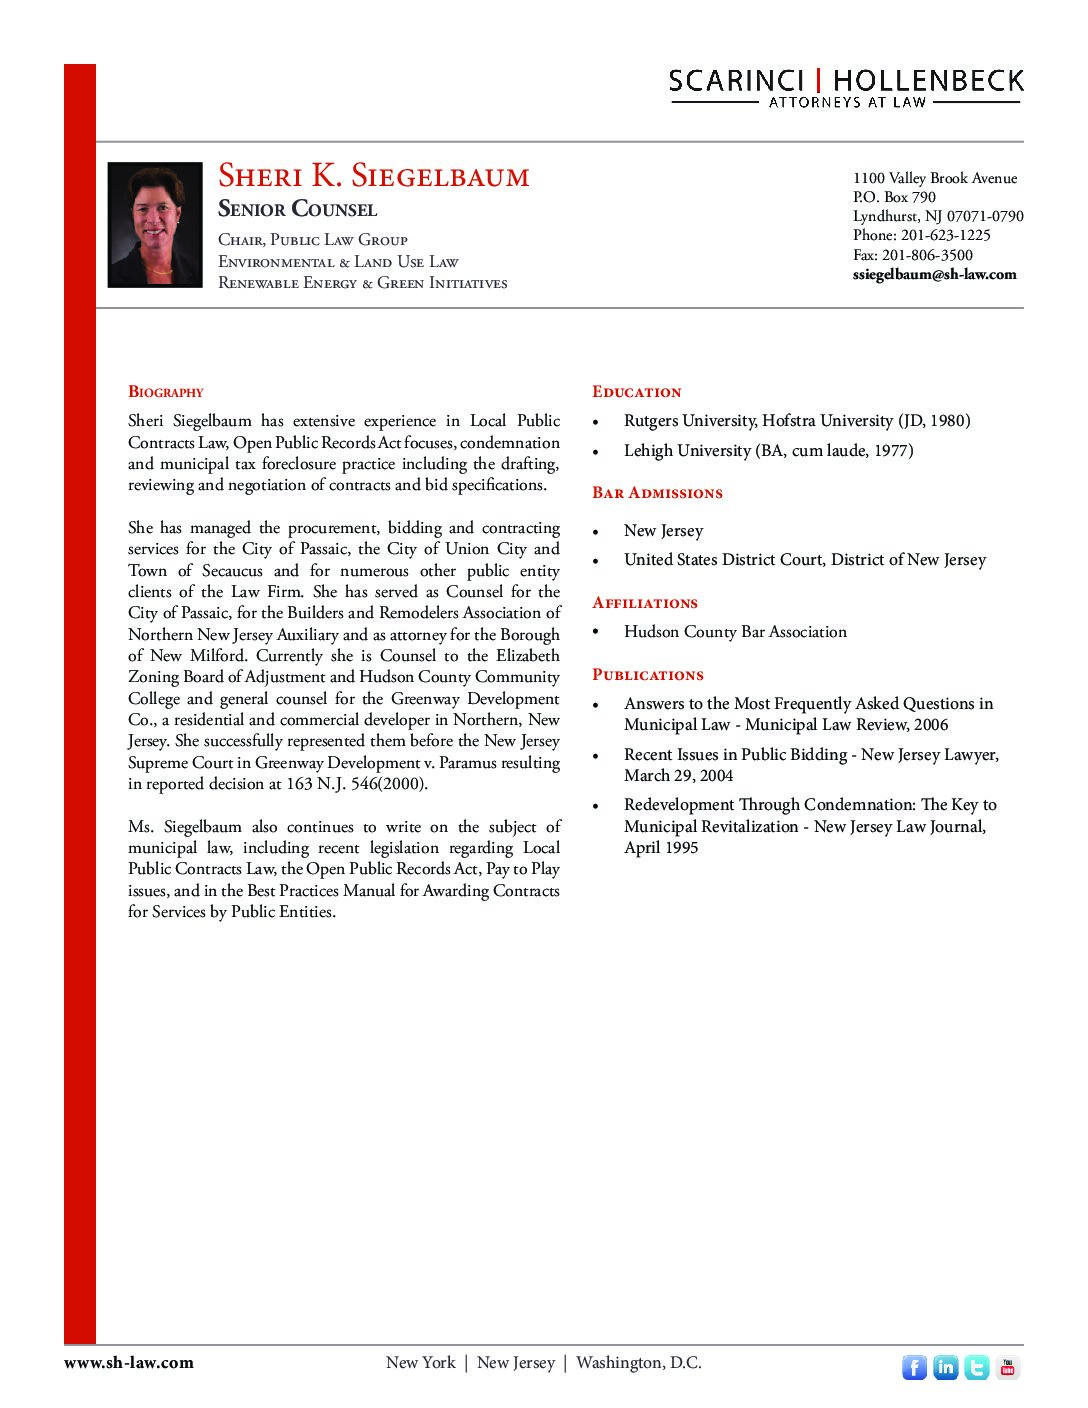 SCARINCI | HOLLENBECK
ATTORNEYS AT LAW
Sheri K. Siegelbaum
Senior Counsel
Chair, Public Law Group
Environmental & Land Use Law
Renewable Energy & Green Initiatives
1100 Valley Brook Avenue
P.O. Box 790
Lyndhurst, NJ 07071-0790
Phone: 201-623-1225
Fax: 201-806-3500
ssiegelbaum@sh-law.com
Biography
Sheri Siegelbaum has extensive experience in Local Public
Contracts Law, Open Public Records Act focuses, condemnation
and municipal tax foreclosure practice including the drafting,
reviewing and negotiation of contracts and bid specifications.
She has managed the procurement, bidding and contracting
services for the City of Passaic, the City of Union City and
Town of Secaucus and for numerous other public entity
clients of the Law Firm. She has served as Counsel for the
City of Passaic, for the Builders and Remodelers Association of
Northern New Jersey Auxiliary and as attorney for the Borough
of New Milford. Currently she is Counsel to the Elizabeth
Zoning Board of Adjustment and Hudson County Community
College and general counsel for the Greenway Development
Co., a residential and commercial developer in Northern, New
Jersey. She successfully represented them before the New Jersey
Supreme Court in Greenway Development v. Paramus resulting
in reported decision at 163 N.J. 546(2000).
Ms. Siegelbaum also continues to write on the subject of
municipal law, including recent legislation regarding Local
Public Contracts Law, the Open Public Records Act, Pay to Play
issues, and in the Best Practices Manual for Awarding Contracts
for Services by Public Entities.
Education
• Rutgers University, Hofstra University (JD, 1980)
• Lehigh University (BA, cum laude, 1977)
Bar Admissions
• New Jersey
• United States District Court, District of New Jersey
Affiliations
• Hudson County Bar Association
Publications
• Answers to the Most Frequently Asked Questions in
Municipal Law - Municipal Law Review, 2006
• Recent Issues in Public Bidding - New Jersey Lawyer,
March 29, 2004
• Redevelopment Through Condemnation: The Key to
Municipal Revitalization - New Jersey Law Journal,
April 1995
www.sh-law.com
New York | New Jersey | Washington, D.C.
f
in
t
You
Tube